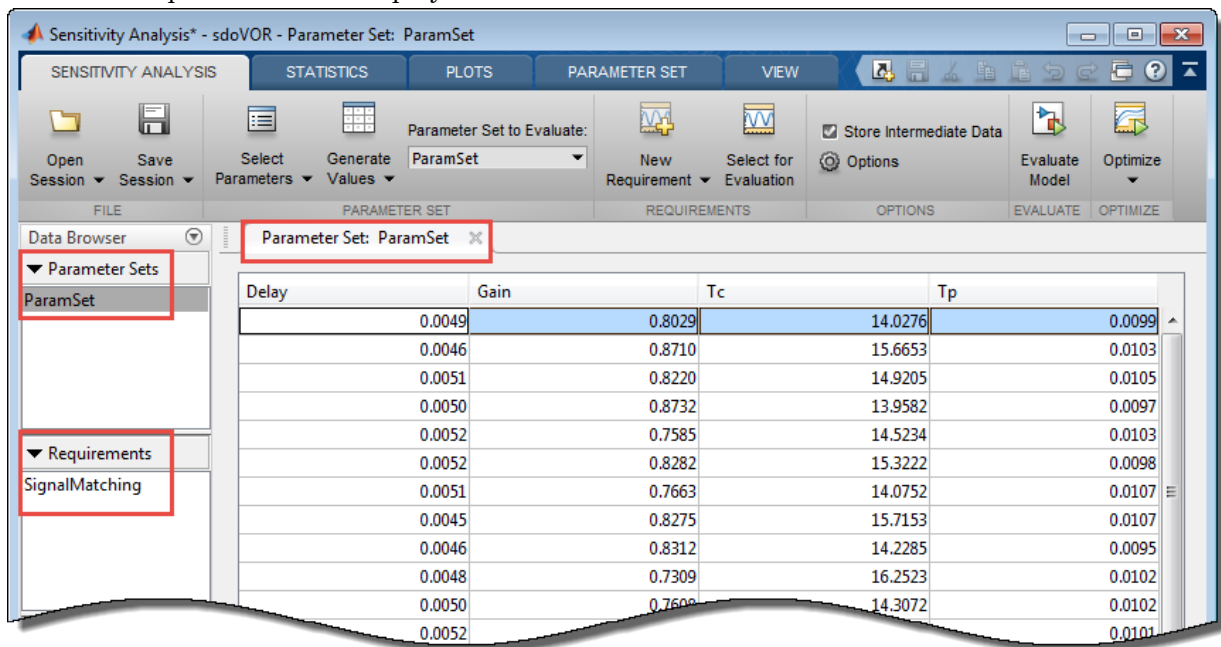 Sensitivity Analysis* - sdoVOR - Parameter Set: ParamSet
SENSITIVITY ANALYSIS STATISTICS PLOTS PARAMETER SET VIEW
Open Session
Save Session
Select Parameters
Generate Values
Parameter Set to Evaluate:
ParamSet
New Requirement
Select for Evaluation
Store Intermediate Data
Options
Evaluate Model
Optimize
FILE PARAMETER SET REQUIREMENTS OPTIONS EVALUATE OPTIMIZE
Data Browser
Parameter Sets
ParamSet
Requirements
SignalMatching
Parameter Set: ParamSet
Delay Gain Tc Tp
0.0049 0.8029 14.0276 0.0099
0.0046 0.8710 15.6653 0.0103
0.0051 0.8220 14.9205 0.0105
0.0050 0.8732 13.9582 0.0097
0.0052 0.7585 14.5234 0.0103
0.0052 0.8282 15.3222 0.0098
0.0051 0.7663 14.0752 0.0107
0.0045 0.8275 15.7153 0.0107
0.0046 0.8312 14.2285 0.0095
0.0048 0.7309 16.2523 0.0102
0.0050 14.3072 0.0102
0.0052 0.0101